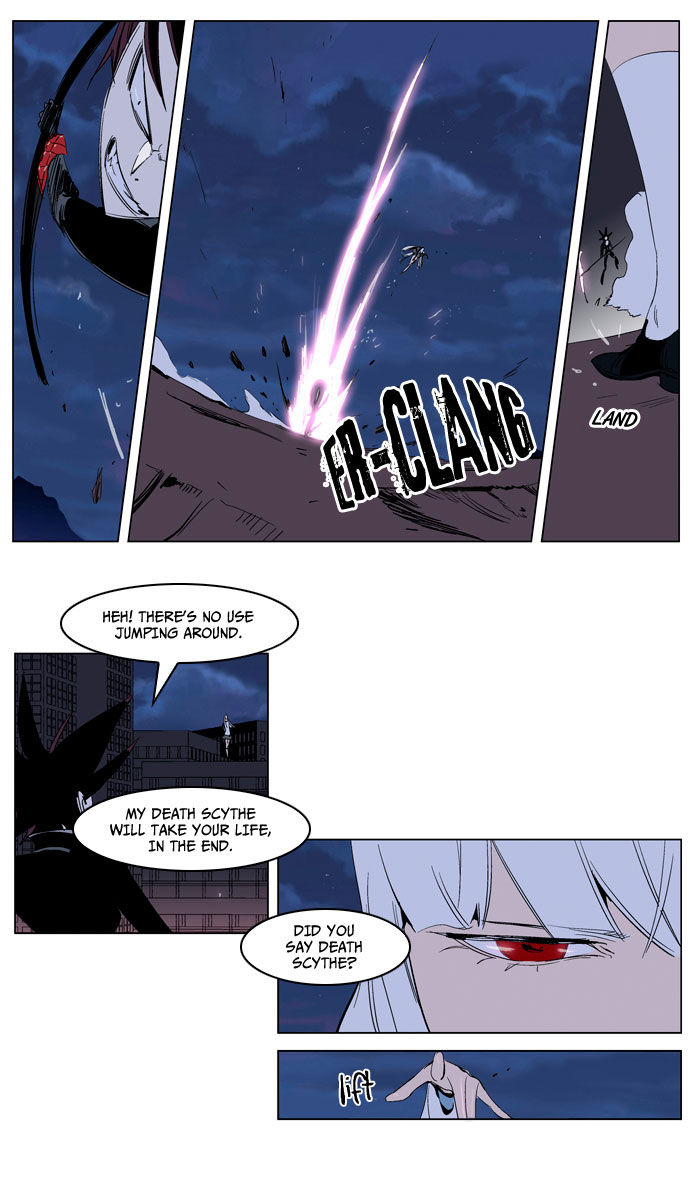 ER-CLANG
LAND
HEH! THERE'S NO USE
JUMPING AROUND.
MY DEATH SCYTHE
WILL TAKE YOUR LIFE,
IN THE END.
DID YOU
SAY DEATH
SCYTHE?
lift